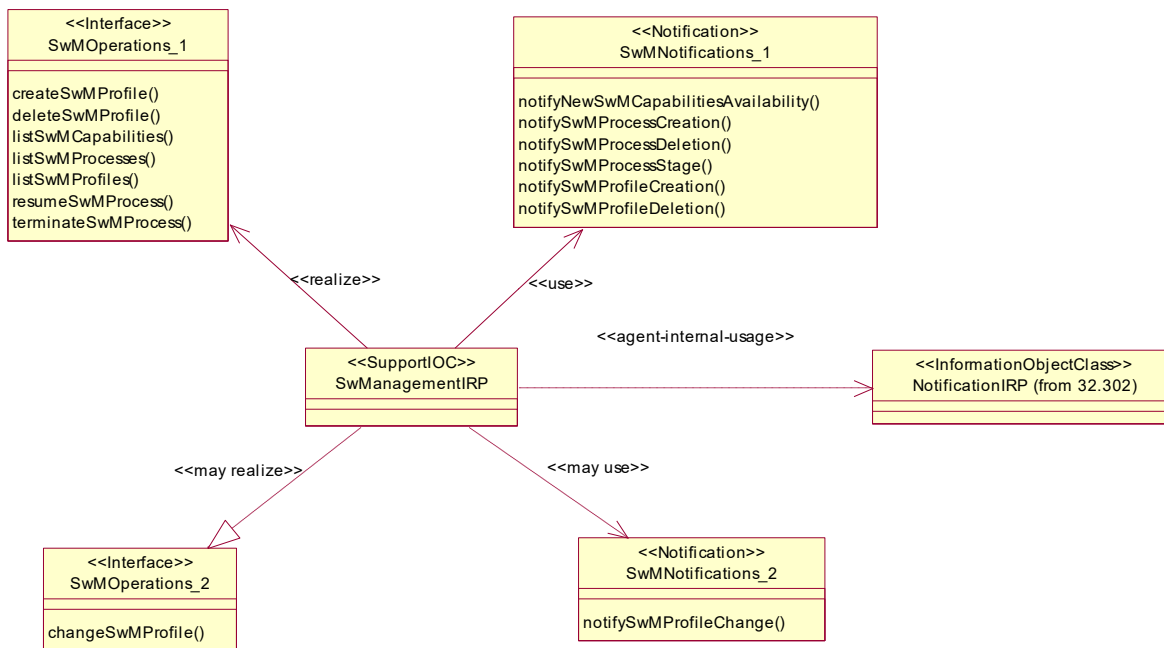 <<Interface>>
SwMOperations_1
createSwMProfile()
deleteSwMProfile()
listSwMCapabilities()
listSwMProcesses()
listSwMProfiles()
resumeSwMProcess()
terminateSwMProcess()
<<Notification>>
SwMNotifications_1
notifyNewSwMCapabilitiesAvailability()
notifySwMProcessCreation()
notifySwMProcessDeletion()
notifySwMProcessStage()
notifySwMProfileCreation()
notifySwMProfileDeletion()
<<realize>>
<<use>>
<<agent-internal-usage>>
<<SupportIOC>>
SwManagementIRP
<<InformationObjectClass>>
NotificationIRP (from 32.302)
<<may realize>>
<<may use>>
<<Interface>>
SwMOperations_2
changeSwMProfile()
<<Notification>>
SwMNotifications_2
notifySwMProfileChange()